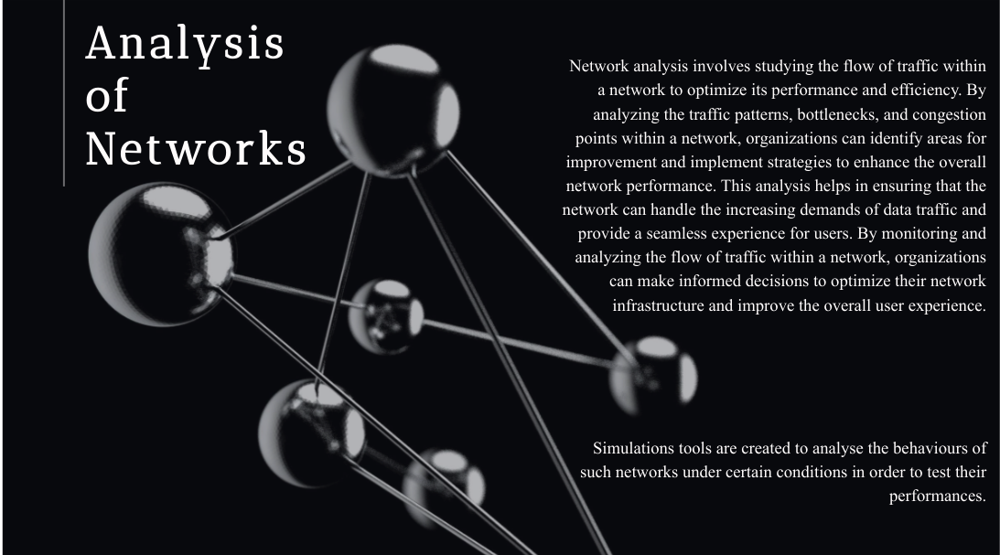 Analysis
of
Networks
Network analysis involves studying the flow of traffic within
a network to optimize its performance and efficiency. By
analyzing the traffic patterns, bottlenecks, and congestion
points within a network, organizations can identify areas for
improvement and implement strategies to enhance the overall
network performance. This analysis helps in ensuring that the
network can handle the increasing demands of data traffic and
provide a seamless experience for users. By monitoring and
analyzing the flow of traffic within a network, organizations
can make informed decisions to optimize their network
infrastructure and improve the overall user experience.
Simulations tools are created to analyse the behaviours of
such networks under certain conditions in order to test their
performances.